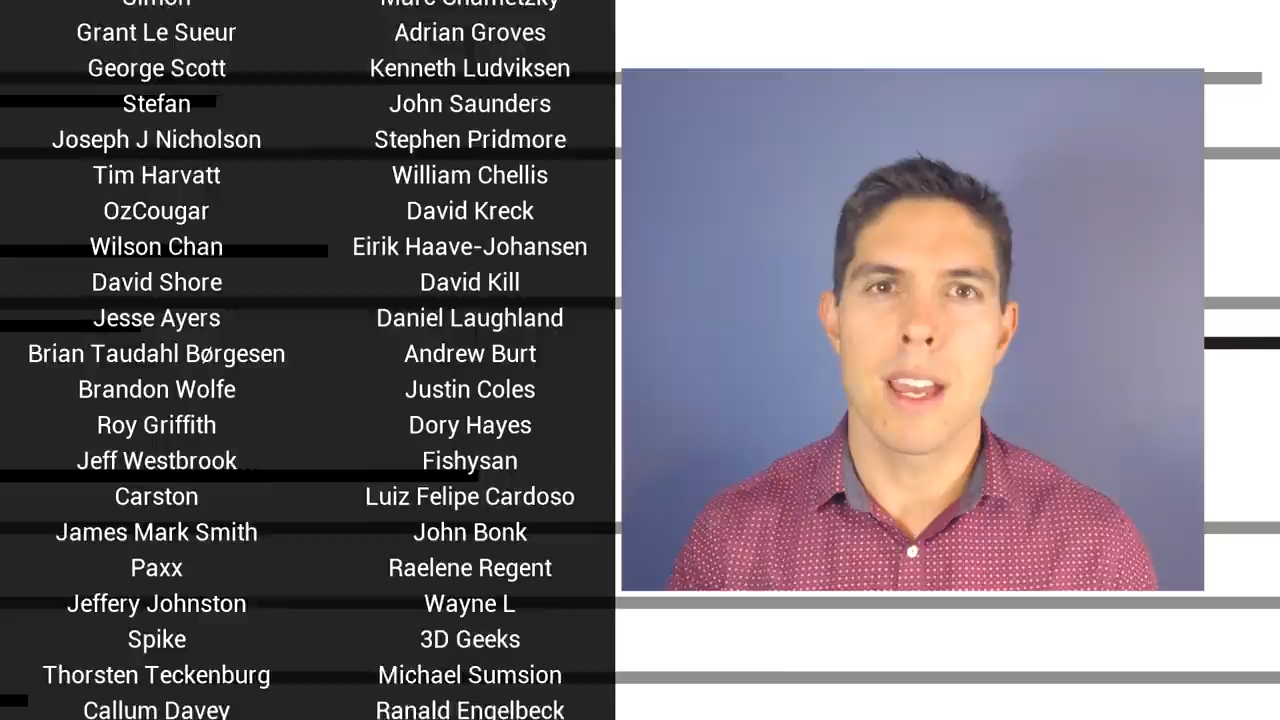 Simon
Marc Chametzky
Grant Le Sueur
Adrian Groves
George Scott
Kenneth Ludviksen
Stefan
John Saunders
Joseph J Nicholson
Stephen Pridmore
Tim Harvatt
William Chellis
OzCougar
David Kreck
Wilson Chan
Eirik Haave-Johansen
David Shore
David Kill
Jesse Ayers
Daniel Laughland
Brian Taudahl Børgesen
Andrew Burt
Brandon Wolfe
Justin Coles
Roy Griffith
Dory Hayes
Jeff Westbrook
Fishysan
Carston
Luiz Felipe Cardoso
James Mark Smith
John Bonk
Paxx
Raelene Regent
Jeffery Johnston
Wayne L
Spike
3D Geeks
Thorsten Teckenburg
Michael Sumsion
Callum Davey
Ranald Engelbeck